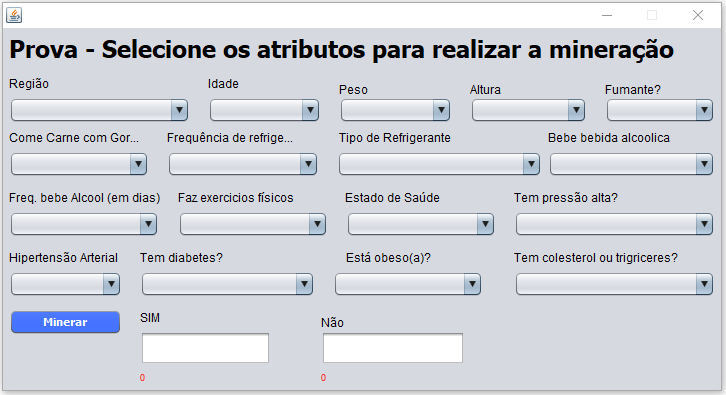 Prova - Selecione os atributos para realizar a mineração
Região Idade Peso Altura Fumante?
Come Carne com Gor... Frequência de refrige... Tipo de Refrigerante Bebe bebida alcoolica
Freq. bebe Alcool (em dias) Faz exercicios físicos Estado de Saúde Tem pressão alta?
Hipertensão Arterial Tem diabetes? Está obeso(a)? Tem colesterol ou trigriceres?
Minerar SIM Não
0 0